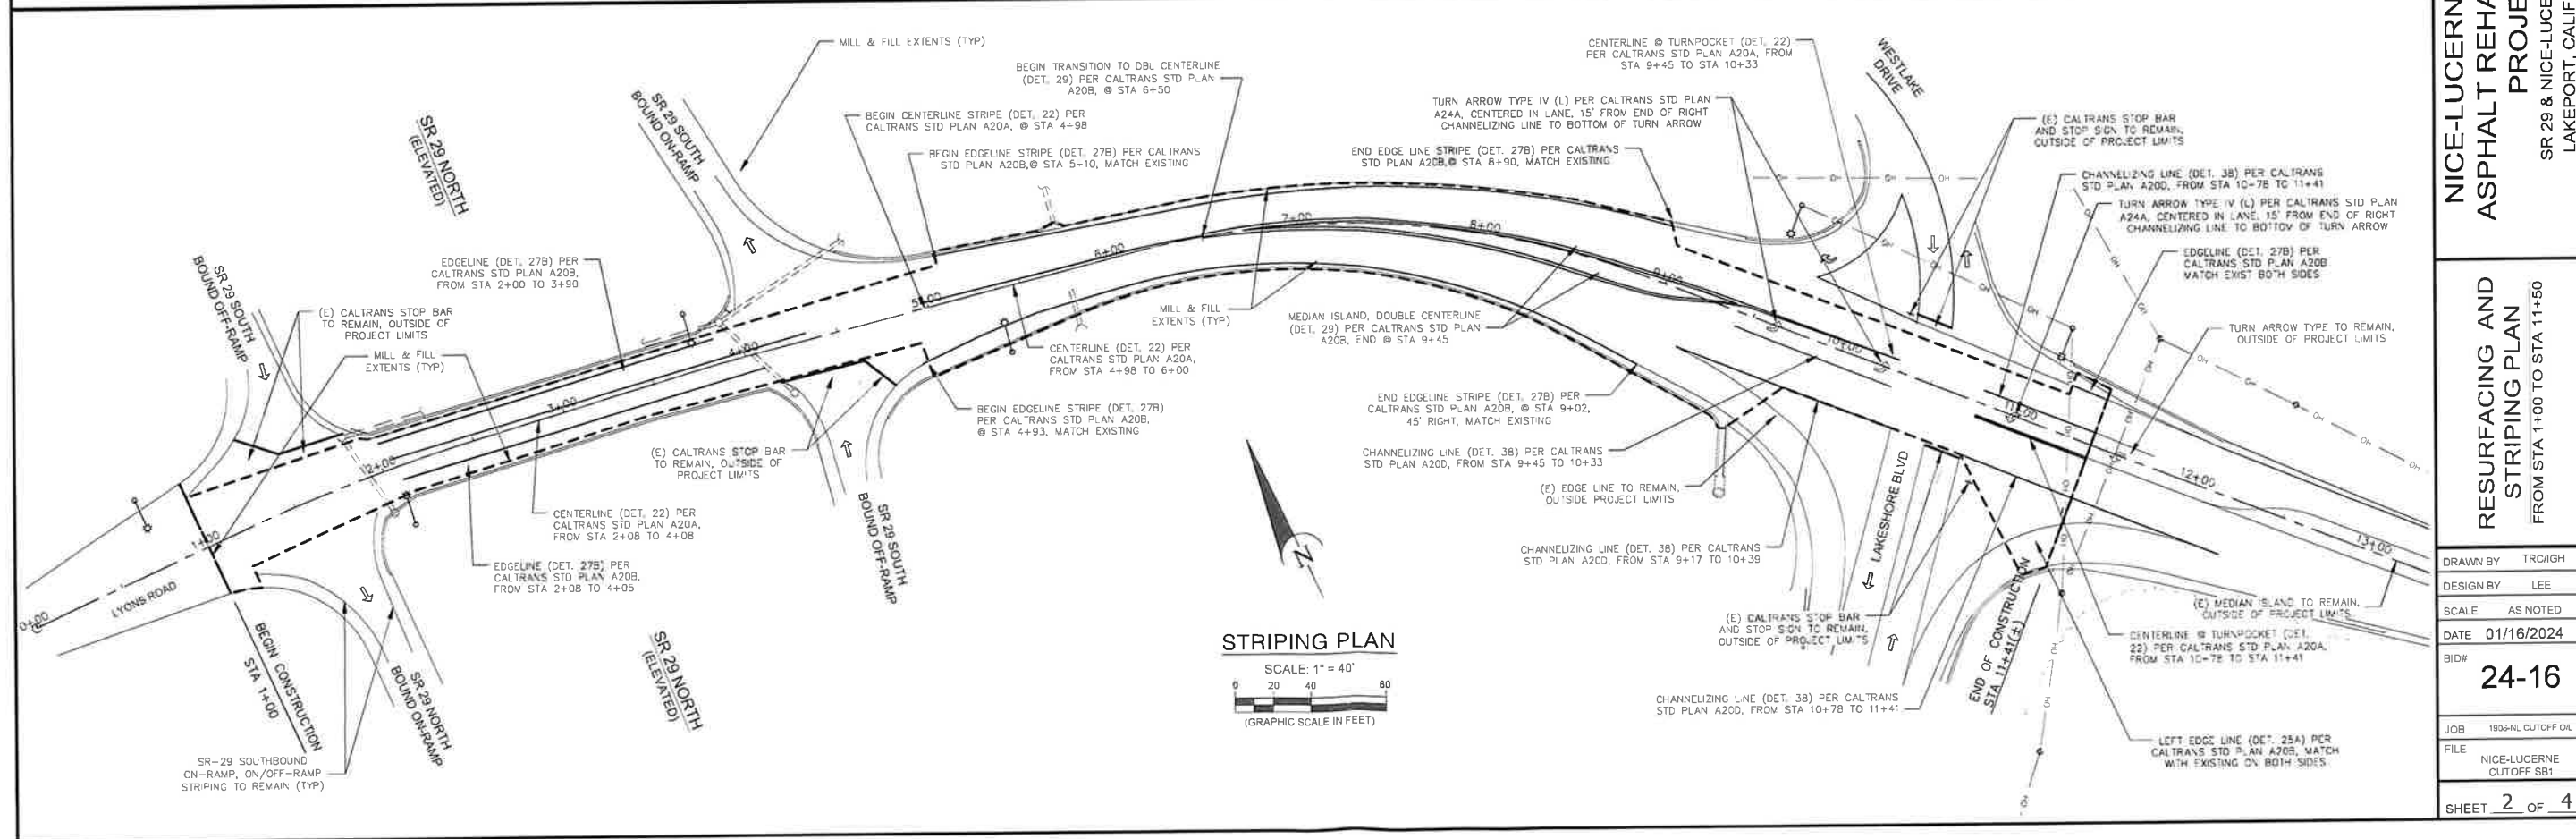 MILL & FILL EXTENTS (TYP)
BEGIN TRANSITION TO DBL CENTERLINE
(DET. 29) PER CALTRANS STD PLAN
A20B, @ STA 6+50
CENTERLINE @ TURNPOCKET (DET. 22)
PER CALTRANS STD PLAN A20A, FROM
STA 9+45 TO STA 10+33
WESTLAKE
DRIVE
SR 29 NORTH
(ELEVATED)
SR 29 SOUTH
BOUND ON-RAMP
BEGIN CENTERLINE STRIPE (DET. 22) PER
CALTRANS STD PLAN A20A, @ STA 4+98
BEGIN EDGELINE STRIPE (DET. 27B) PER CALTRANS
STD PLAN A20B,@ STA 5+10, MATCH EXISTING
TURN ARROW TYPE IV (L) PER CALTRANS STD PLAN
A24A, CENTERED IN LANE, 15' FROM END OF RIGHT
CHANNELIZING LINE TO BOTTOM OF TURN ARROW
END EDGE LINE STRIPE (DET. 27B) PER CALTRANS
STD PLAN A20B,@ STA 8+90, MATCH EXISTING
(E) CALTRANS STOP BAR
AND STOP SIGN TO REMAIN,
OUTSIDE OF PROJECT LIMITS
CHANNELIZING LINE (DET. 38) PER CALTRANS
STD PLAN A20D, FROM STA 10+78 TO 11+41
TURN ARROW TYPE IV (L) PER CALTRANS STD PLAN
A24A, CENTERED IN LANE, 15' FROM END OF RIGHT
CHANNELIZING LINE TO BOTTOM OF TURN ARROW
EDGELINE (DET. 27B) PER
CALTRANS STD PLAN A20B
MATCH EXIST BOTH SIDES
TURN ARROW TYPE TO REMAIN,
OUTSIDE OF PROJECT LIMITS
SR 29 SOUTH
BOUND OFF-RAMP
EDGELINE (DET. 27B) PER
CALTRANS STD PLAN A20B,
FROM STA 2+00 TO 3+90
(E) CALTRANS STOP BAR
TO REMAIN, OUTSIDE OF
PROJECT LIMITS
MILL & FILL
EXTENTS (TYP)
0+00
1+00
2+00
3+00
4+00
5+00
6+00
7+00
8+00
9+00
10+00
11+00
12+00
13+00
OH
OH
OH
OH
OH
OH
OH
MILL & FILL
EXTENTS (TYP)
CENTERLINE (DET. 22) PER
CALTRANS STD PLAN A20A,
FROM STA 4+98 TO 6+00
MEDIAN ISLAND, DOUBLE CENTERLINE
(DET. 29) PER CALTRANS STD PLAN
A20B, END @ STA 9+45
BEGIN EDGELINE STRIPE (DET. 27B)
PER CALTRANS STD PLAN A20B,
@ STA 4+93, MATCH EXISTING
END EDGELINE STRIPE (DET. 27B) PER
CALTRANS STD PLAN A20B, @ STA 9+02,
45' RIGHT, MATCH EXISTING
(E) CALTRANS STOP BAR
TO REMAIN, OUTSIDE OF
PROJECT LIMITS
CHANNELIZING LINE (DET. 38) PER CALTRANS
STD PLAN A20D, FROM STA 9+45 TO 10+33
(E) EDGE LINE TO REMAIN,
OUTSIDE PROJECT LIMITS
CENTERLINE (DET. 22) PER
CALTRANS STD PLAN A20A,
FROM STA 2+08 TO 4+08
EDGELINE (DET. 27B) PER
CALTRANS STD PLAN A20B,
FROM STA 2+08 TO 4+05
CHANNELIZING LINE (DET. 38) PER CALTRANS
STD PLAN A20D, FROM STA 9+17 TO 10+39
LYONS ROAD
BEGIN CONSTRUCTION
STA 1+00
SR 29 NORTH
BOUND ON-RAMP
SR 29 SOUTH
BOUND OFF-RAMP
SR 29 NORTH
(ELEVATED)
LAKESHORE BLVD
N
(E) CALTRANS STOP BAR
AND STOP SIGN TO REMAIN,
OUTSIDE OF PROJECT LIMITS
END OF CONSTRUCTION
STA 11+41(±)
(E) MEDIAN ISLAND TO REMAIN,
OUTSIDE OF PROJECT LIMITS
CENTERLINE @ TURNPOCKET (DET.
22) PER CALTRANS STD PLAN A20A,
FROM STA 10+78 TO STA 11+41
CHANNELIZING LINE (DET. 38) PER CALTRANS
STD PLAN A20D, FROM STA 10+78 TO 11+41
LEFT EDGE LINE (DET. 25A) PER
CALTRANS STD PLAN A20B, MATCH
WITH EXISTING ON BOTH SIDES
SR-29 SOUTHBOUND
ON-RAMP, ON/OFF-RAMP
STRIPING TO REMAIN (TYP)
STRIPING PLAN
SCALE: 1" = 40'
0 20 40 80
(GRAPHIC SCALE IN FEET)
NICE-LUCERN
ASPHALT REHA
PROJE
SR 29 & NICE-LUCE
LAKEPORT, CALIF
RESURFACING AND
STRIPING PLAN
FROM STA 1+00 TO STA 11+50
DRAWN BY TRC/IGH
DESIGN BY LEE
SCALE AS NOTED
DATE 01/16/2024
BID#
24-16
JOB 1906-NL CUTOFF O/L
FILE
NICE-LUCERNE
CUTOFF SB1
SHEET 2 OF 4